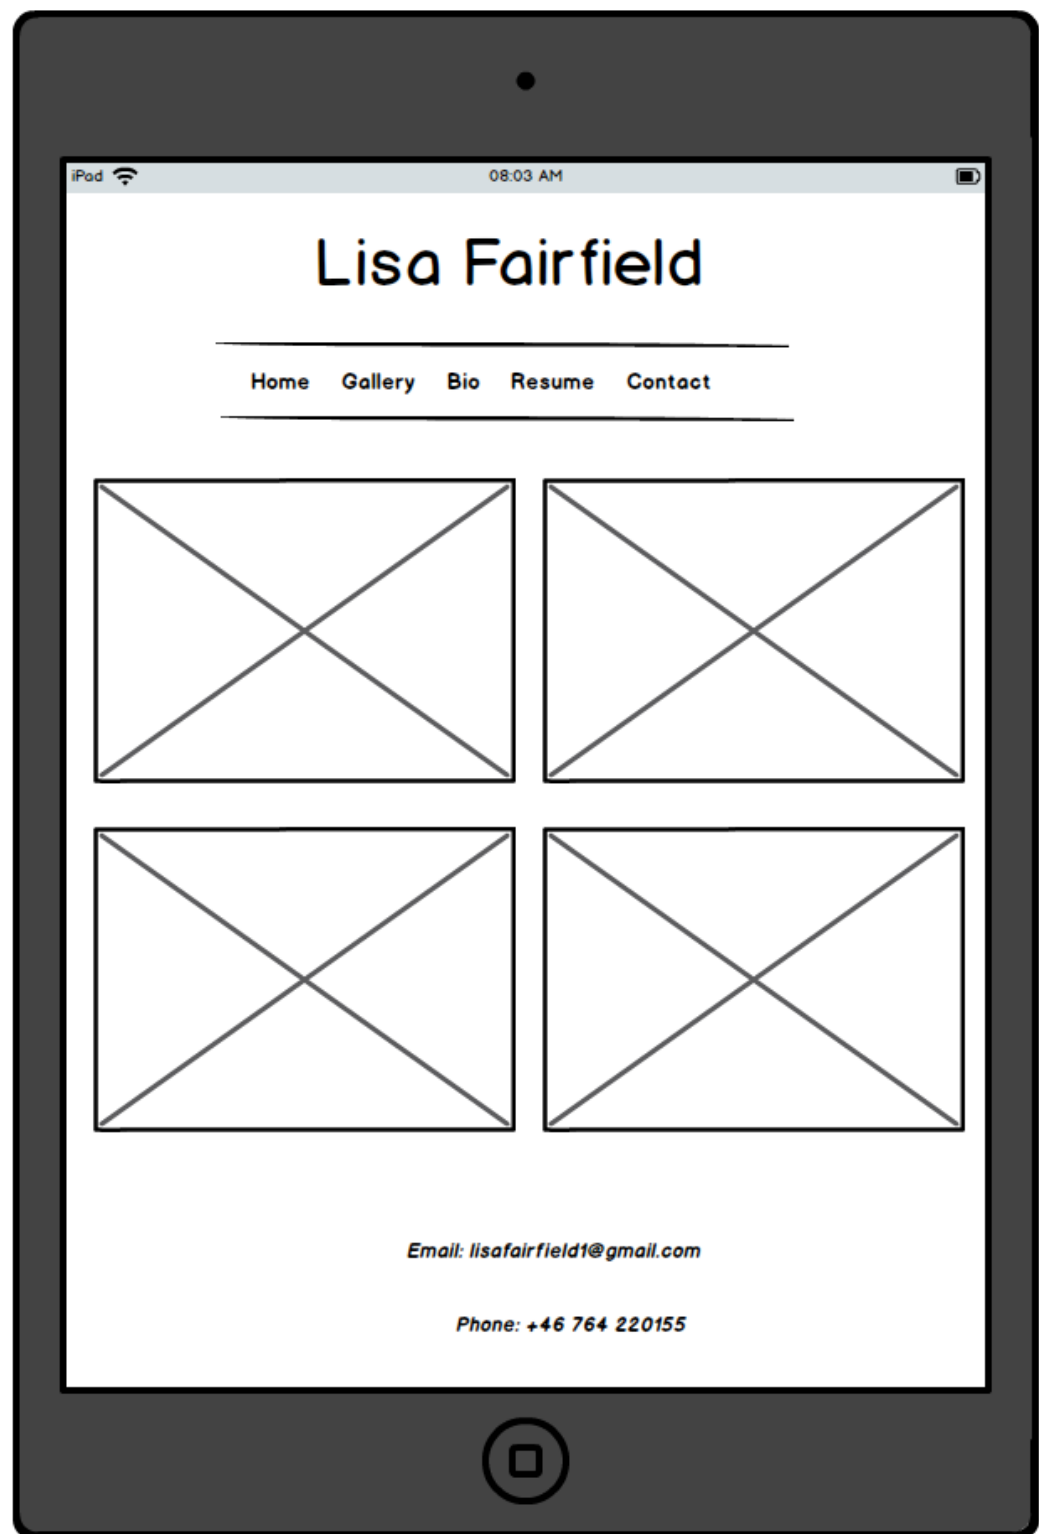 iPad 08:03 AM
Lisa Fairfield
Home Gallery Bio Resume Contact
Email: lisafairfield1@gmail.com
Phone: +46 764 220155